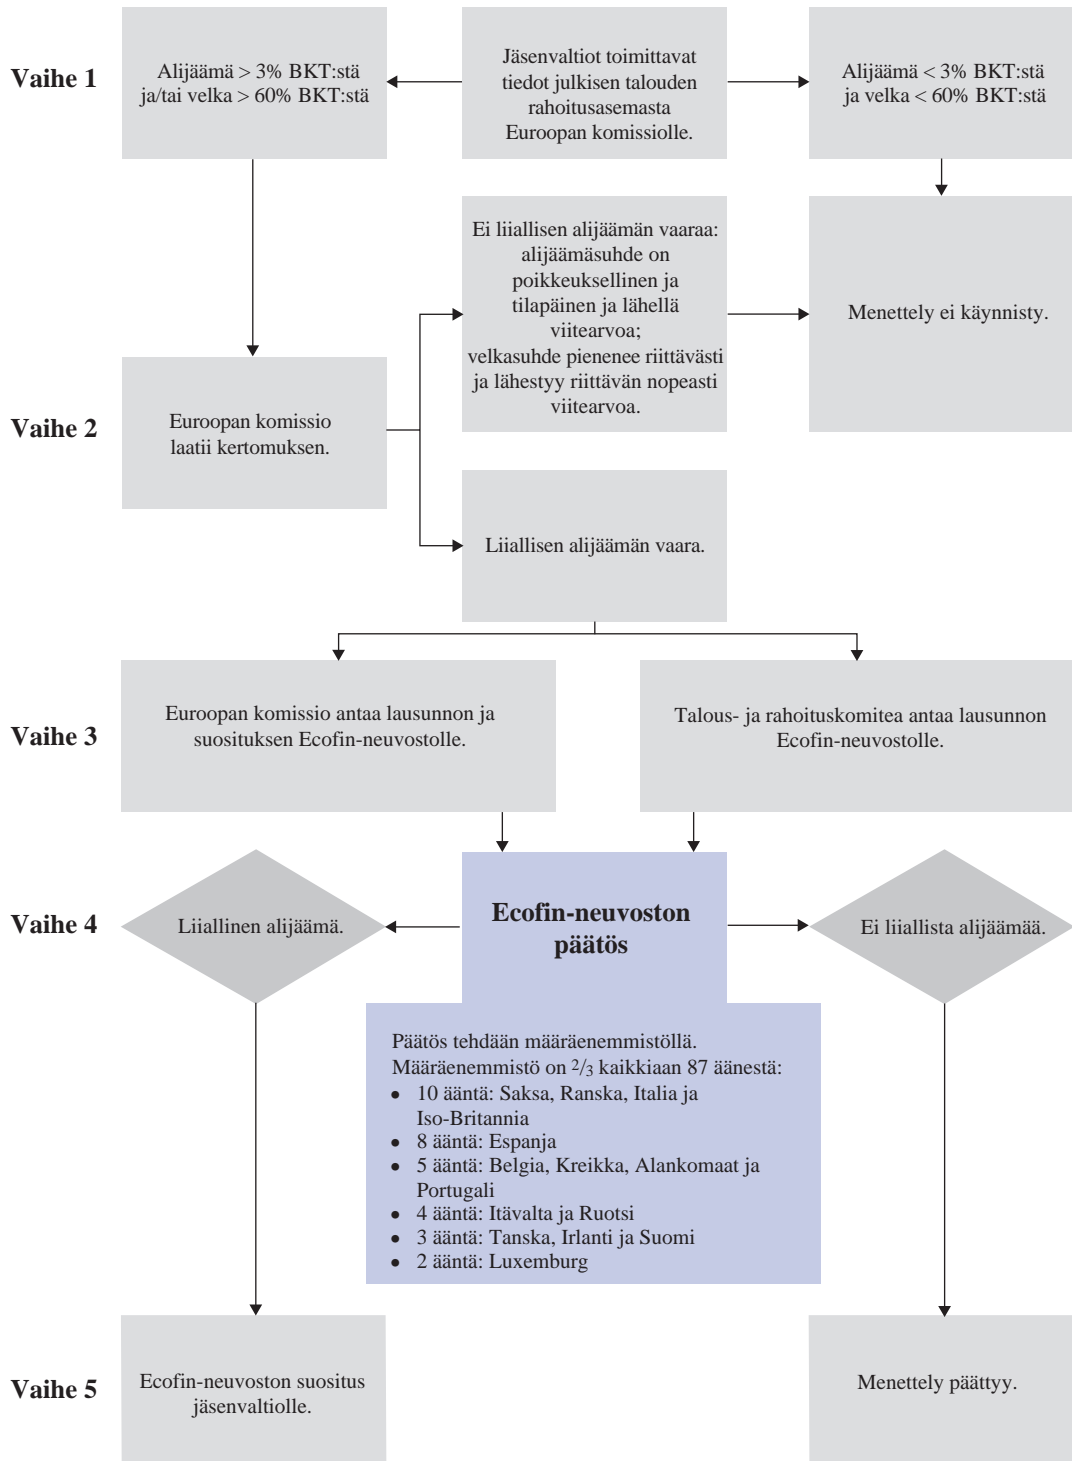 Vaihe 1
Alijäämä > 3% BKT:stä
ja/tai velka > 60% BKT:stä
Jäsenvaltiot toimittavat
tiedot julkisen talouden
rahoitusasemasta
Euroopan komissiolle.
Alijäämä < 3% BKT:stä
ja velka < 60% BKT:stä
Ei liiallisen alijäämän vaaraa:
alijäämäsuhde on
poikkeuksellinen ja
tilapäinen ja lähellä
viitearvoa;
velkasuhde pienenee riittävästi
ja lähestyy riittävän nopeasti
viitearvoa.
Menettely ei käynnisty.
Vaihe 2
Euroopan komissio
laatii kertomuksen.
Liiallisen alijäämän vaara.
Vaihe 3
Euroopan komissio antaa lausunnon ja
suosituksen Ecofin-neuvostolle.
Talous- ja rahoituskomitea antaa lausunnon
Ecofin-neuvostolle.
Vaihe 4
Liiallinen alijäämä.
Ecofin-neuvoston
päätös
Ei liiallista alijäämää.
Päätös tehdään määräenemmistöllä.
Määräenemmistö on 2/3 kaikkiaan 87 äänestä:
• 10 ääntä: Saksa, Ranska, Italia ja
Iso-Britannia
• 8 ääntä: Espanja
• 5 ääntä: Belgia, Kreikka, Alankomaat ja
Portugali
• 4 ääntä: Itävalta ja Ruotsi
• 3 ääntä: Tanska, Irlanti ja Suomi
• 2 ääntä: Luxemburg
Vaihe 5
Ecofin-neuvoston suositus
jäsenvaltiolle.
Menettely päättyy.